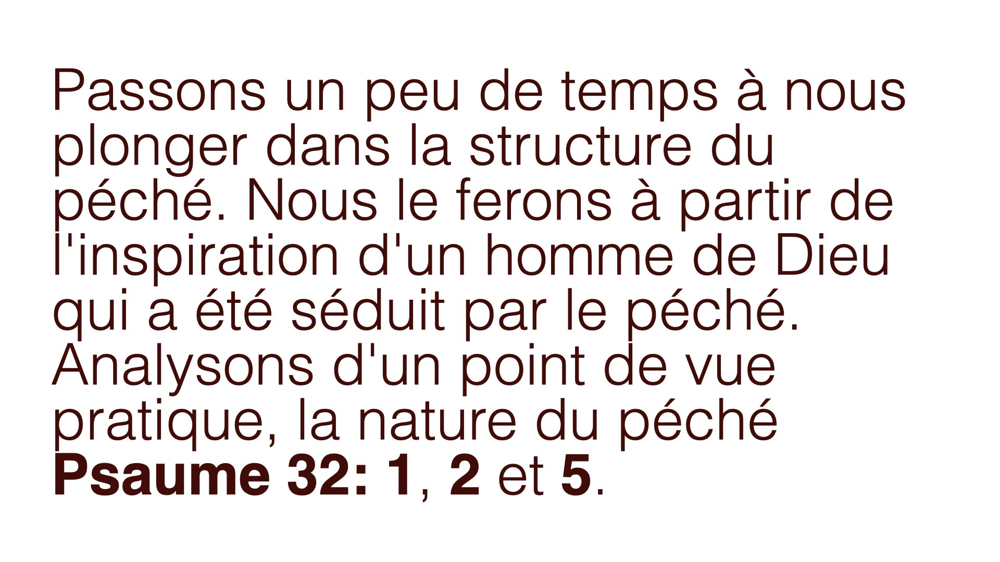 Passons un peu de temps à nous
plonger dans la structure du
péché. Nous le ferons à partir de
l'inspiration d'un homme de Dieu
qui a été séduit par le péché.
Analysons d'un point de vue
pratique, la nature du péché
Psaume 32: 1, 2 et 5.